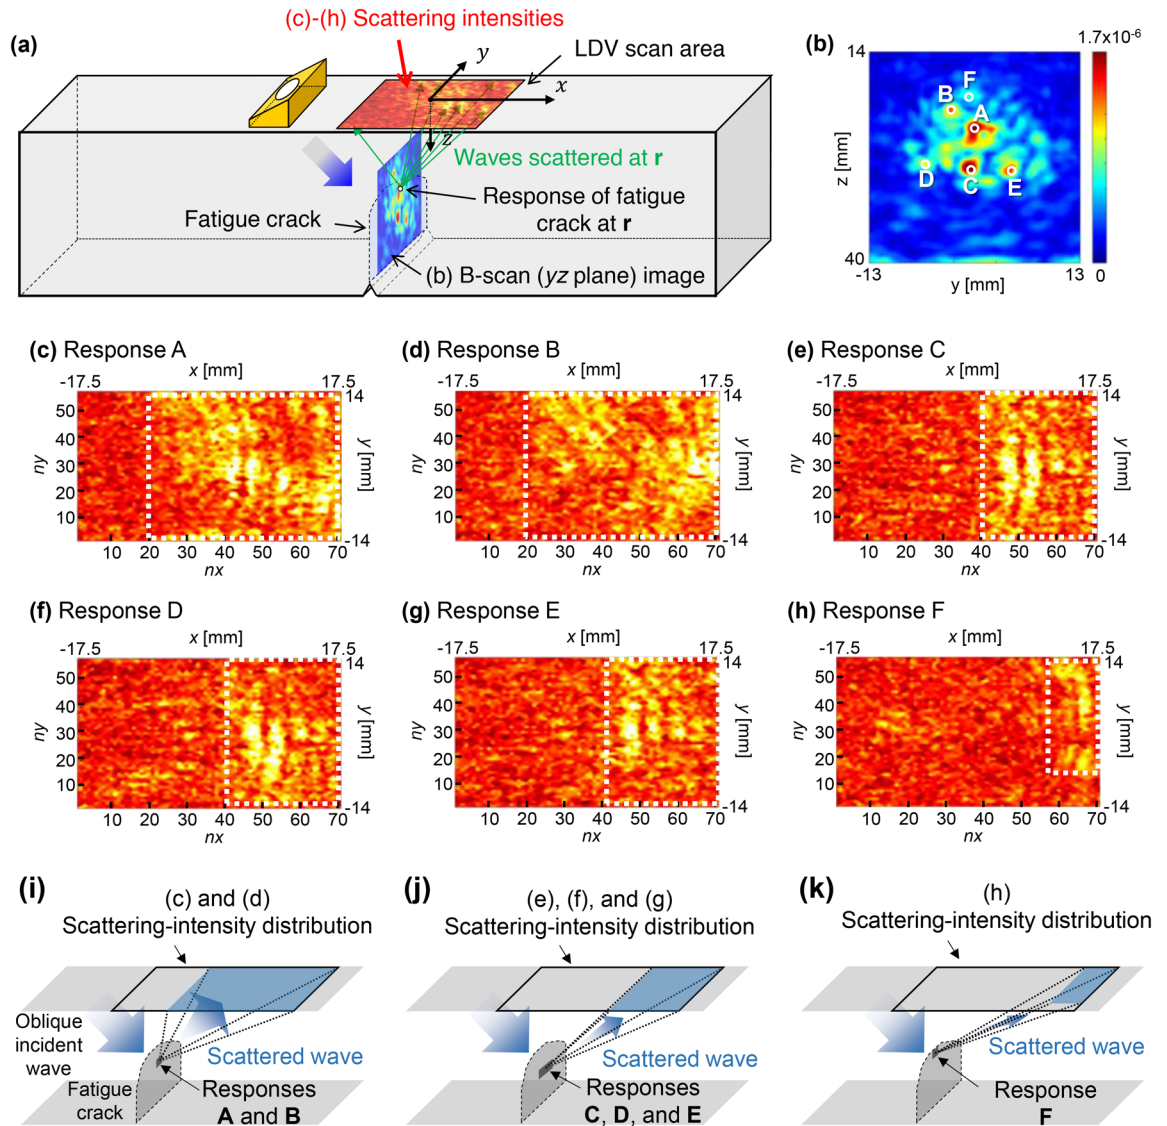 (c)-(h) Scattering intensities
(a)
y
LDV scan area
x
z
Waves scattered at r
Response of fatigue
crack at r
Fatigue crack
(b) B-scan (yz plane) image
(b)
1.7x10-6
14
F
B
A
z [mm]
D
C
E
40
0
-13
13
y [mm]
(c) Response A
x [mm]
-17.5
17.5
50
40
30
20
10
ny
14
y [mm]
-14
10 20 30 40 50 60 70
nx
(d) Response B
x [mm]
-17.5
17.5
50
40
30
20
10
ny
14
y [mm]
-14
10 20 30 40 50 60 70
nx
(e) Response C
x [mm]
-17.5
17.5
50
40
30
20
10
ny
14
y [mm]
-14
10 20 30 40 50 60 70
nx
(f) Response D
x [mm]
-17.5
17.5
50
40
30
20
10
ny
14
y [mm]
-14
10 20 30 40 50 60 70
nx
(g) Response E
x [mm]
-17.5
17.5
50
40
30
20
10
ny
14
y [mm]
-14
10 20 30 40 50 60 70
nx
(h) Response F
x [mm]
-17.5
17.5
50
40
30
20
10
ny
14
y [mm]
-14
10 20 30 40 50 60 70
nx
(i)
(c) and (d)
Scattering-intensity distribution
Oblique
incident
wave
Scattered wave
Fatigue
crack
Responses
A and B
(j)
(e), (f), and (g)
Scattering-intensity distribution
Scattered wave
Responses
C, D, and E
(k)
(h)
Scattering-intensity distribution
Scattered wave
Response
F